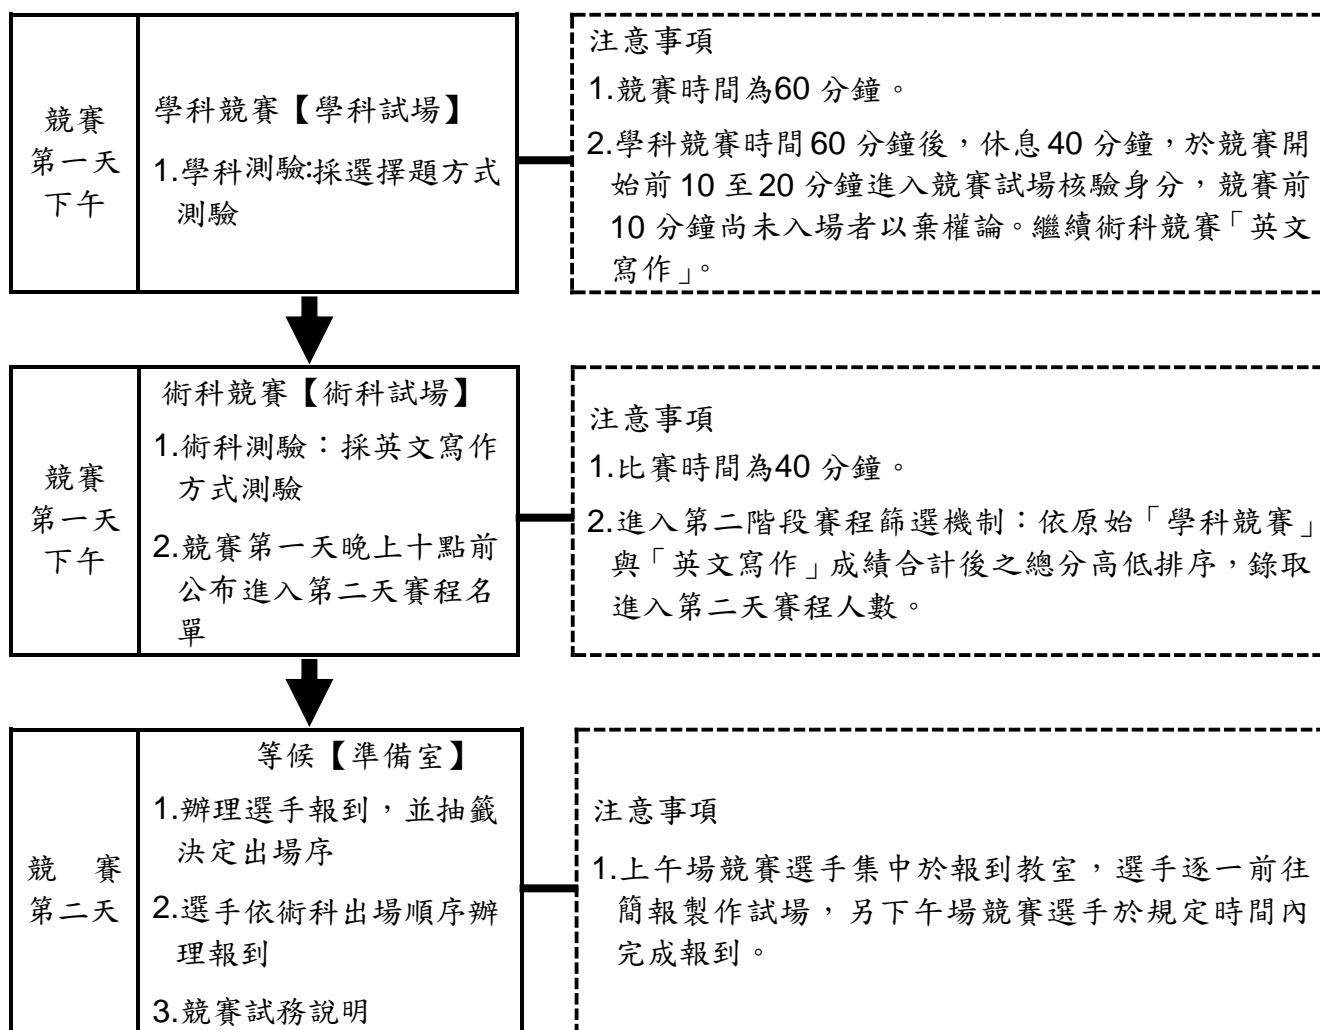 競賽
第一天
下午
學科競賽【學科試場】
1.學科測驗:採選擇題方式
測驗
注意事項
1.競賽時間為60 分鐘。
2.學科競賽時間 60 分鐘後，休息 40 分鐘，於競賽開
始前 10 至 20 分鐘進入競賽試場核驗身分，競賽前
10 分鐘尚未入場者以棄權論。繼續術科競賽「英文
寫作」。
競賽
第一天
下午
術科競賽【術科試場】
1.術科測驗：採英文寫作
方式測驗
2.競賽第一天晚上十點前
公布進入第二天賽程名
單
注意事項
1.比賽時間為40 分鐘。
2.進入第二階段賽程篩選機制：依原始「學科競賽」
與「英文寫作」成績合計後之總分高低排序，錄取
進入第二天賽程人數。
競 賽
第二天
等候【準備室】
1.辦理選手報到，並抽籤
決定出場序
2.選手依術科出場順序辦
理報到
3.競賽試務說明
注意事項
1.上午場競賽選手集中於報到教室，選手逐一前往
簡報製作試場，另下午場競賽選手於規定時間內
完成報到。